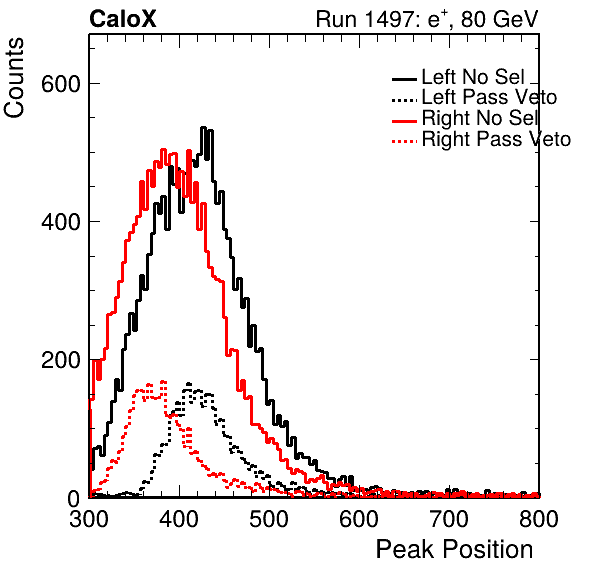 CaloX Run 1497: e⁺, 80 GeV
Counts
600
400
200
0
Left No Sel
Left Pass Veto
Right No Sel
Right Pass Veto
300 400 500 600 700 800
Peak Position